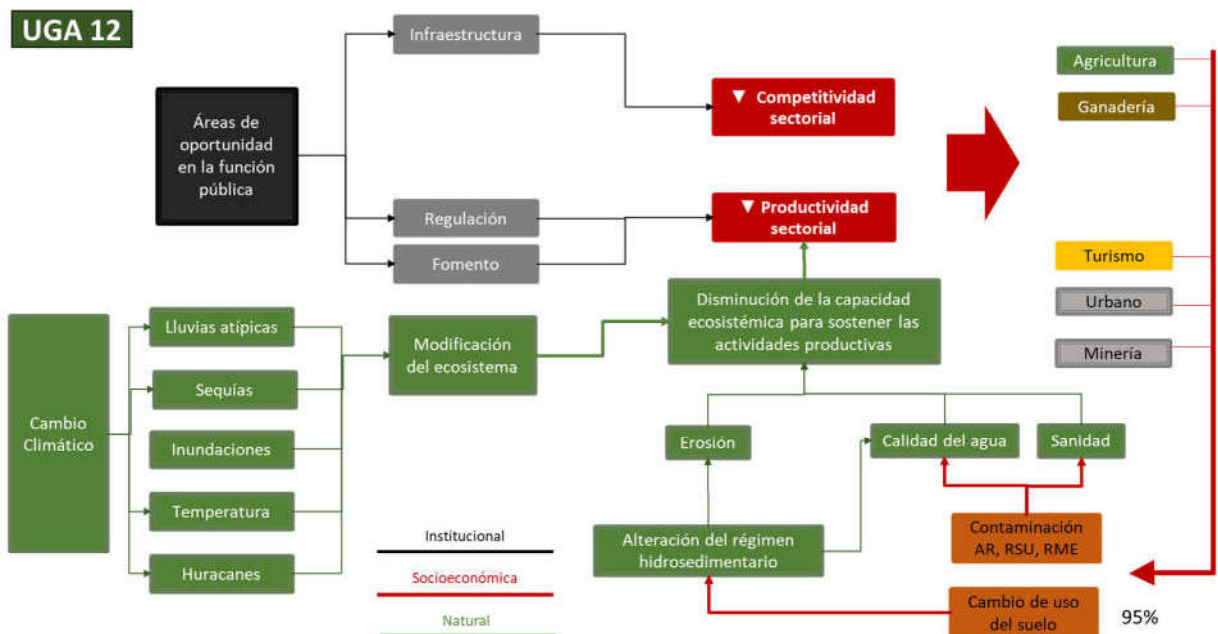 UGA 12
Infraestructura
Áreas de
oportunidad
en la función
pública
Regulación
Fomento
▼ Competitividad
sectorial
▼ Productividad
sectorial
Agricultura
Ganadería
Turismo
Urbano
Minería
Cambio
Climático
Lluvias atípicas
Sequías
Inundaciones
Temperatura
Huracanes
Modificación
del ecosistema
Disminución de la capacidad
ecosistémica para sostener las
actividades productivas
Erosión
Calidad del agua
Sanidad
Alteración del régimen
hidrosedimentario
Contaminación
AR, RSU, RME
Cambio de uso
del suelo
95%
Institucional
Socioeconómica
Natural